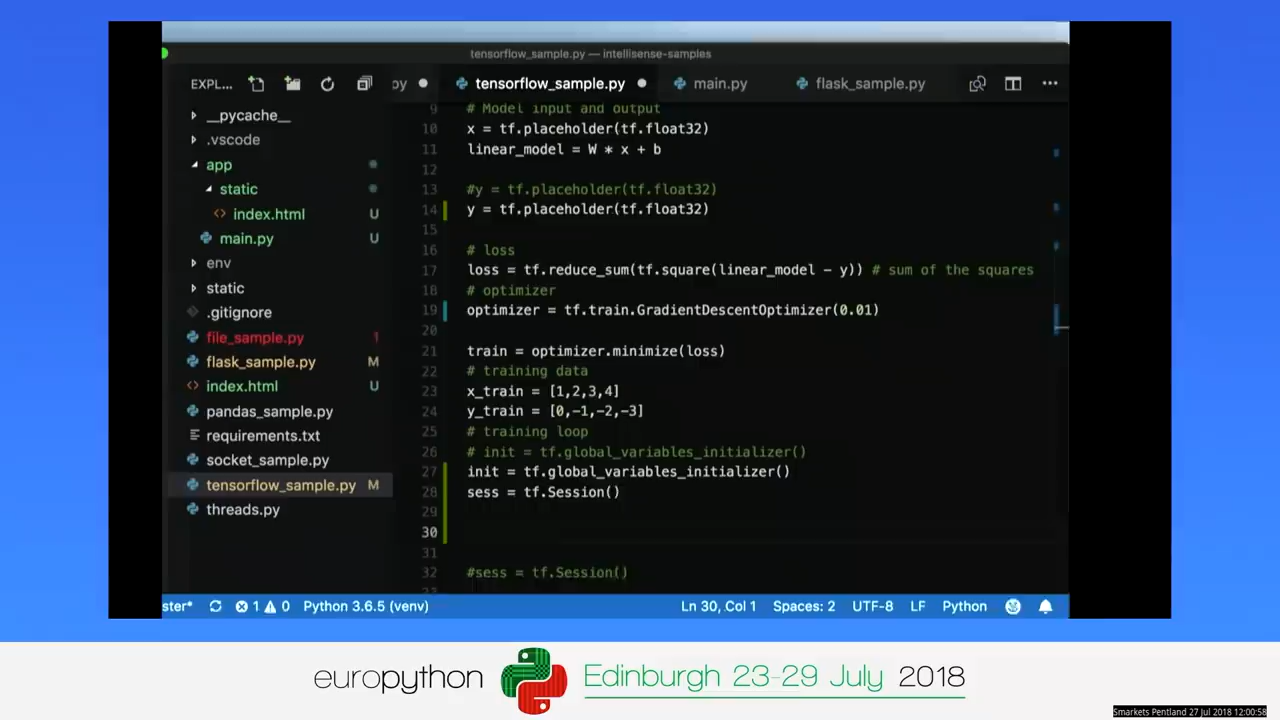 tensorflow_sample.py — intellisense-samples
EXPL...
py
tensorflow_sample.py
main.py
flask_sample.py
__pycache__
.vscode
app
static
index.html U
main.py U
env
static
.gitignore
file_sample.py 1
flask_sample.py M
index.html U
pandas_sample.py
requirements.txt
socket_sample.py
tensorflow_sample.py M
threads.py
9 # Model input and output
10 x = tf.placeholder(tf.float32)
11 linear_model = W * x + b
12
13 #y = tf.placeholder(tf.float32)
14 y = tf.placeholder(tf.float32)
15
16 # loss
17 loss = tf.reduce_sum(tf.square(linear_model - y)) # sum of the squares
18 # optimizer
19 optimizer = tf.train.GradientDescentOptimizer(0.01)
20
21 train = optimizer.minimize(loss)
22 # training data
23 x_train = [1,2,3,4]
24 y_train = [0,-1,-2,-3]
25 # training loop
26 # init = tf.global_variables_initializer()
27 init = tf.global_variables_initializer()
28 sess = tf.Session()
29
30
31
32 #sess = tf.Session()
ster* 1 0 Python 3.6.5 (venv) Ln 30, Col 1 Spaces: 2 UTF-8 LF Python
europython Edinburgh 23-29 July 2018
Smarkets Pentland 27 Jul 2018 12:00:58